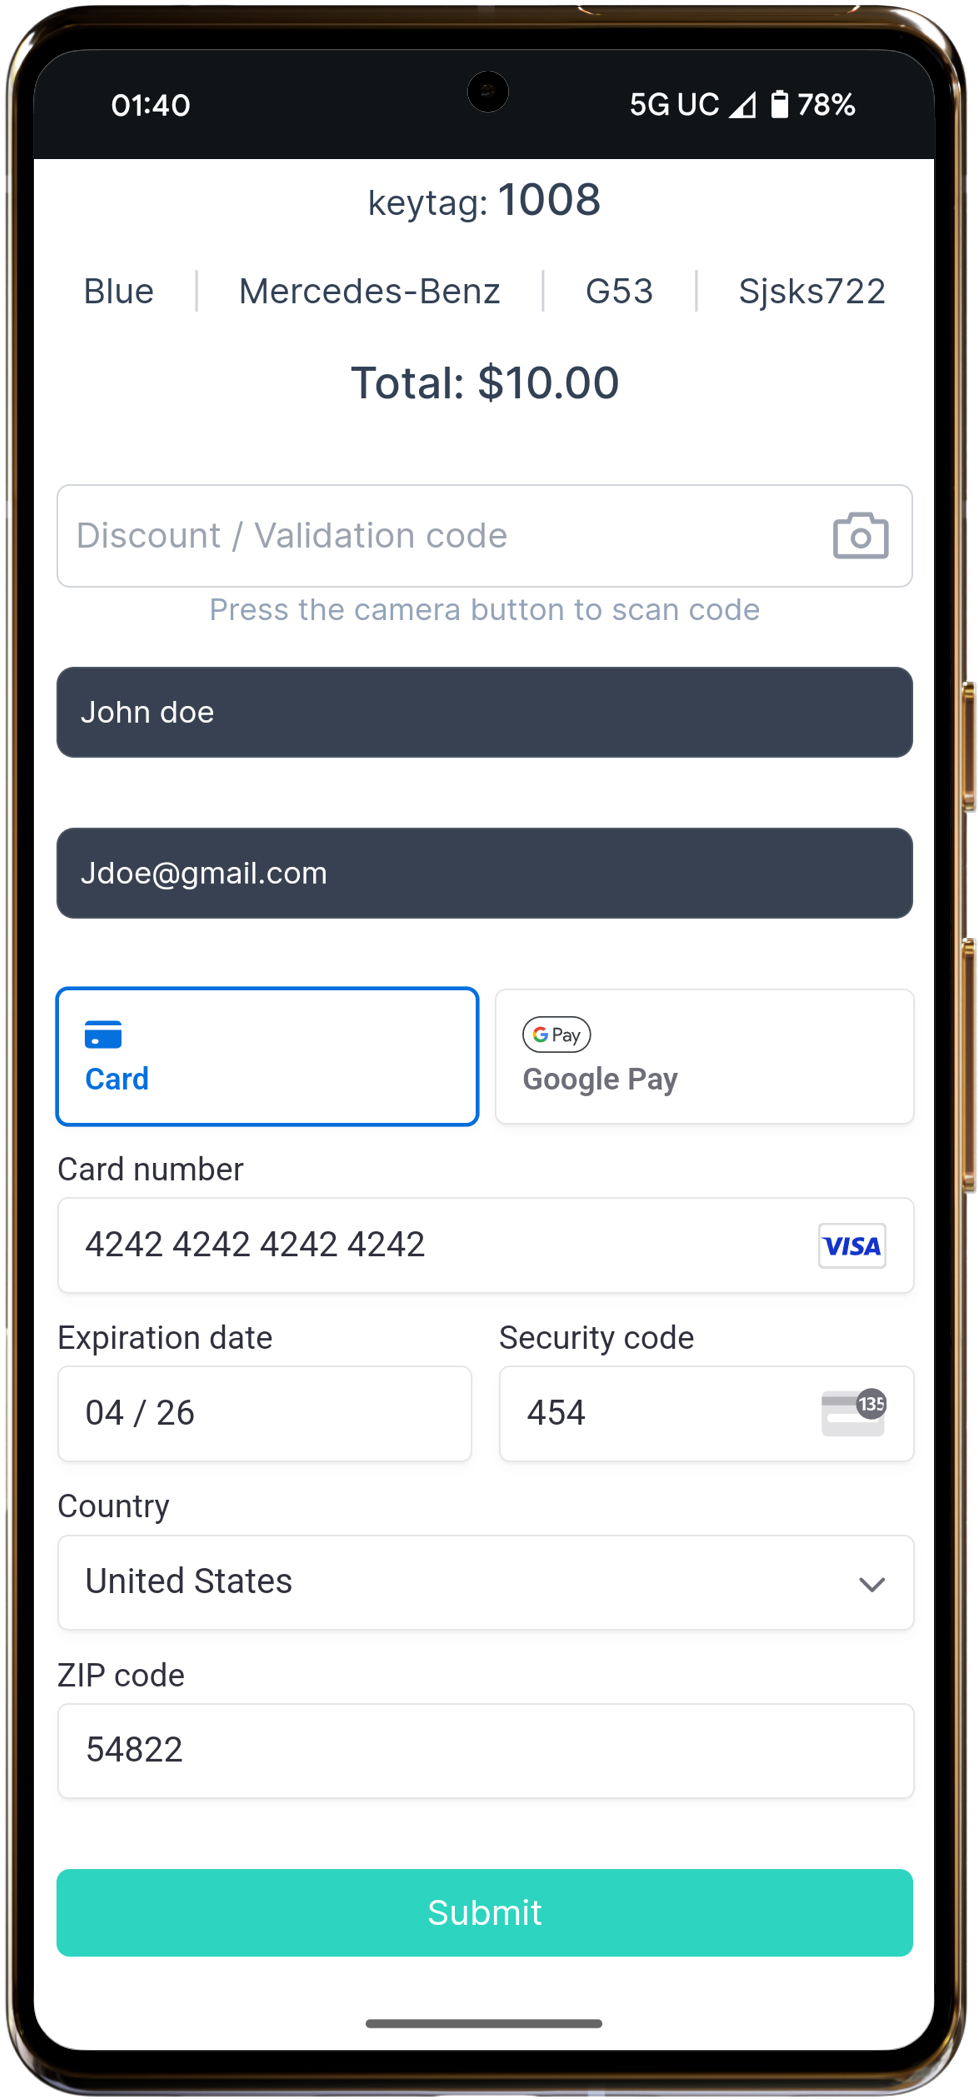 01:40 5G UC 78%
keytag: 1008
Blue Mercedes-Benz G53 Sjsks722
Total: $10.00
Discount / Validation code
Press the camera button to scan code
John doe
Jdoe@gmail.com
G Pay
Card Google Pay
Card number
4242 4242 4242 4242 VISA
Expiration date Security code
04 / 26 454 135
Country
United States
ZIP code
54822
Submit